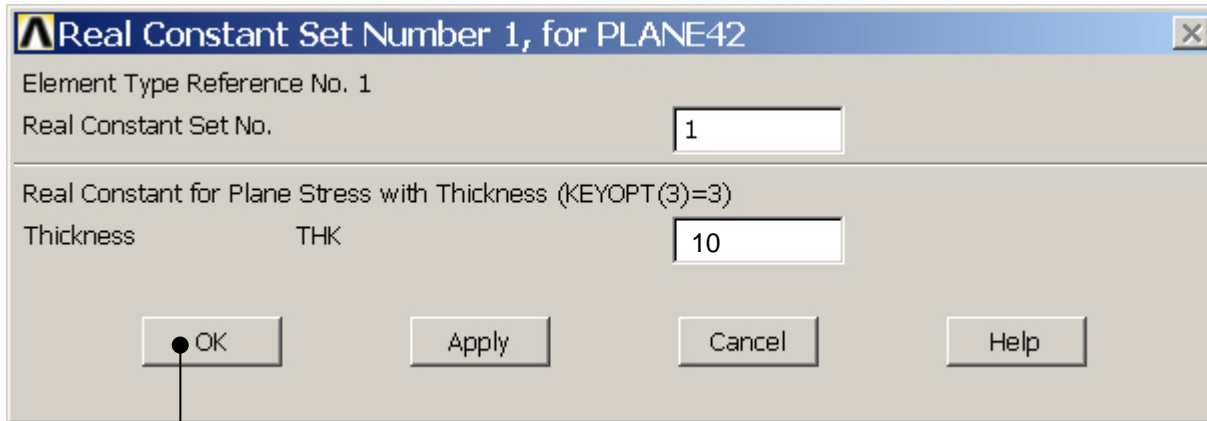 Real Constant Set Number 1, for PLANE42
Element Type Reference No. 1
Real Constant Set No. 1
Real Constant for Plane Stress with Thickness (KEYOPT(3)=3)
Thickness THK 10
OK Apply Cancel Help